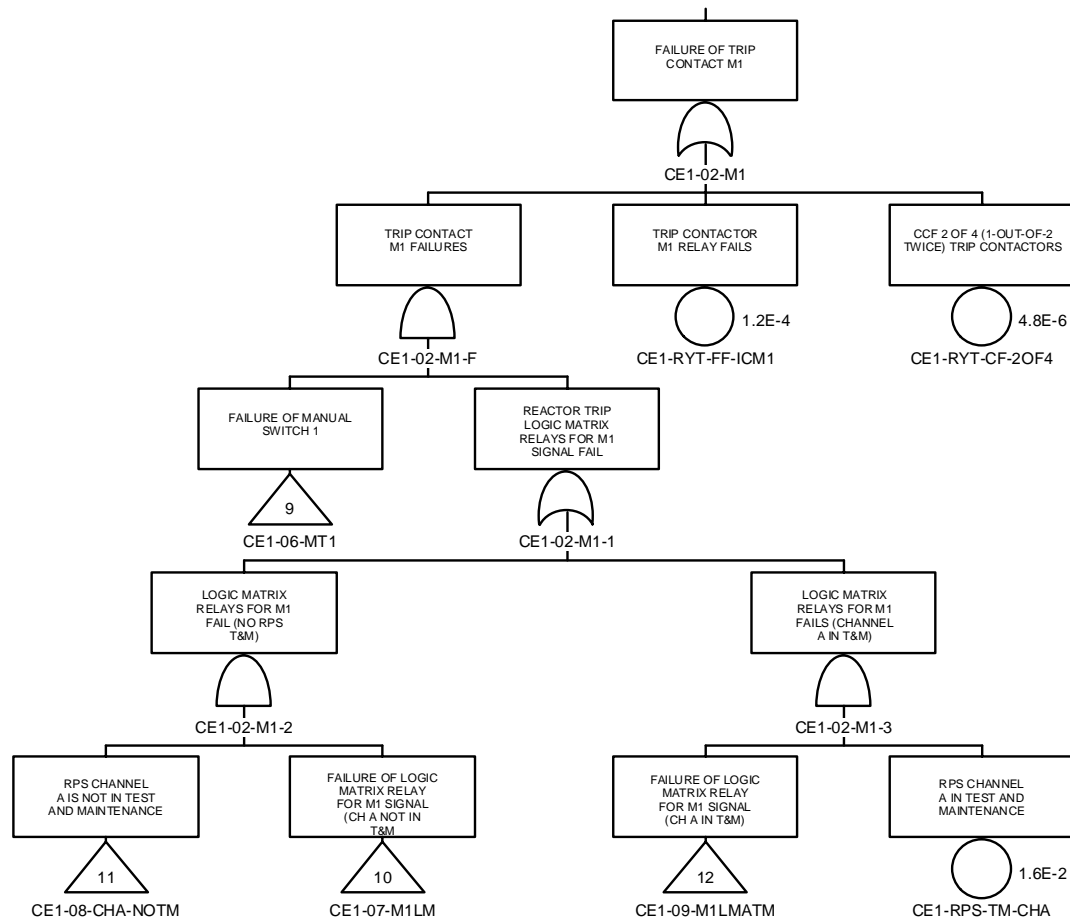 FAILURE OF TRIP
CONTACT M1
CE1-02-M1
TRIP CONTACT
M1 FAILURES
TRIP CONTACTOR
M1 RELAY FAILS
CCF 2 OF 4 (1-OUT-OF-2
TWICE) TRIP CONTACTORS
CE1-02-M1-F
1.2E-4
CE1-RYT-FF-ICM1
4.8E-6
CE1-RYT-CF-2OF4
FAILURE OF MANUAL
SWITCH 1
REACTOR TRIP
LOGIC MATRIX
RELAYS FOR M1
SIGNAL FAIL
9
CE1-06-MT1
CE1-02-M1-1
LOGIC MATRIX
RELAYS FOR M1
FAIL (NO RPS
T&M)
LOGIC MATRIX
RELAYS FOR M1
FAILS (CHANNEL
A IN T&M)
CE1-02-M1-2
CE1-02-M1-3
RPS CHANNEL
A IS NOT IN TEST
AND MAINTENANCE
FAILURE OF LOGIC
MATRIX RELAY
FOR M1 SIGNAL
(CH A NOT IN
T&M
FAILURE OF LOGIC
MATRIX RELAY
FOR M1 SIGNAL
(CH A IN T&M)
RPS CHANNEL
A IN TEST AND
MAINTENANCE
11
CE1-08-CHA-NOTM
10
CE1-07-M1LM
12
CE1-09-M1LMATM
1.6E-2
CE1-RPS-TM-CHA